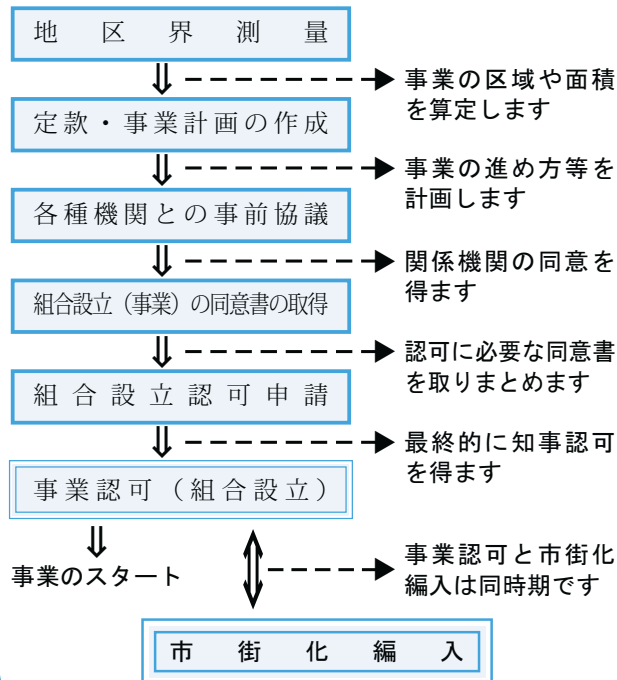 地区界測量
事業の区域や面積
を算定します
定款・事業計画の作成
事業の進め方等を
計画します
各種機関との事前協議
関係機関の同意を
得ます
組合設立（事業）の同意書の取得
認可に必要な同意書
を取りまとめます
組合設立認可申請
最終的に知事認可
を得ます
事業認可（組合設立）
事業のスタート
事業認可と市街化
編入は同時期です
市街化編入